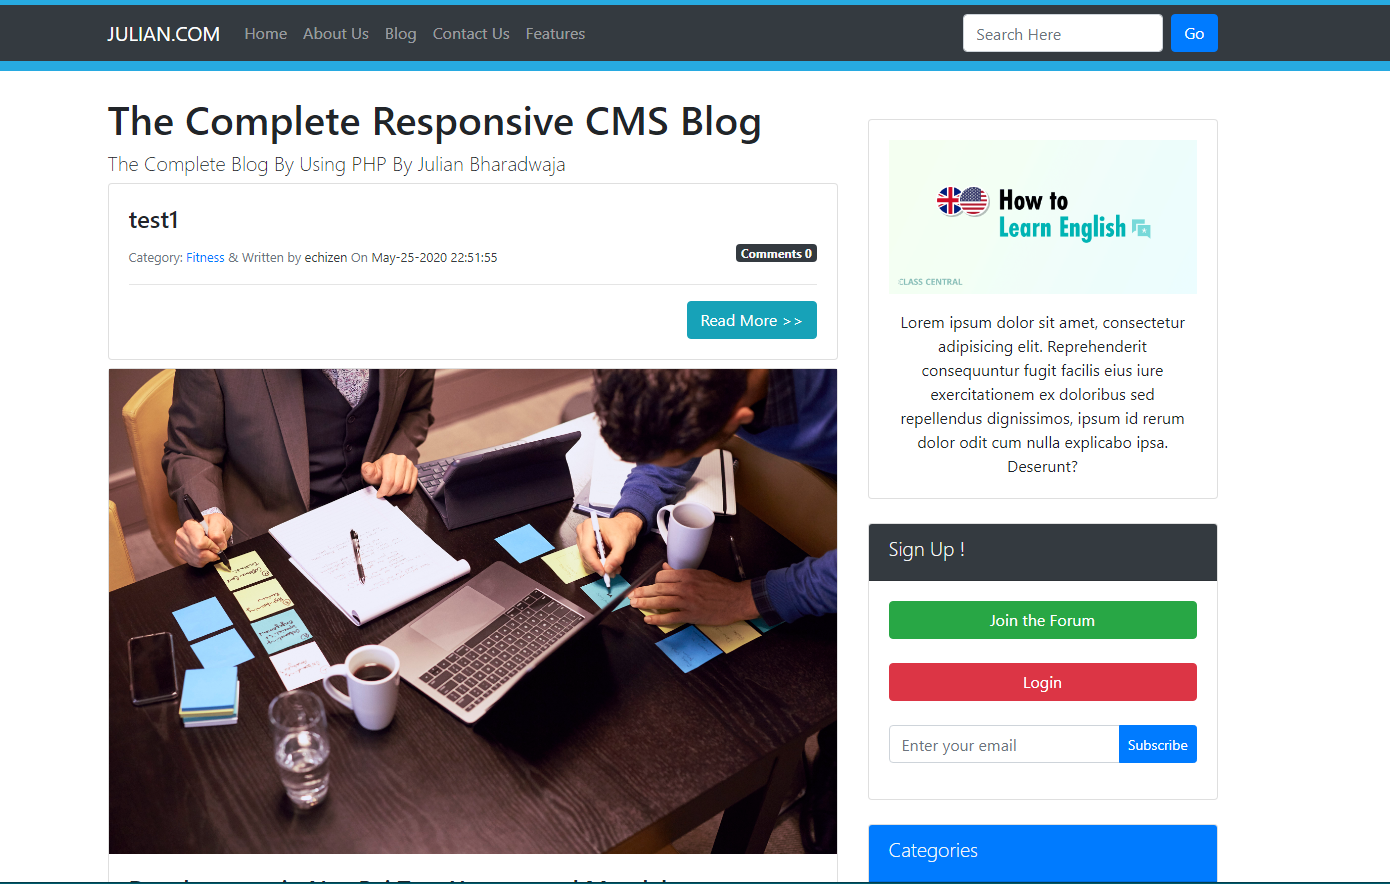 JULIAN.COM Home About Us Blog Contact Us Features Search Here Go
The Complete Responsive CMS Blog
The Complete Blog By Using PHP By Julian Bharadwaja
test1
Category: Fitness & Written by echizen On May-25-2020 22:51:55
Comments 0
Read More >>
How to
Learn English
CLASS CENTRAL
Lorem ipsum dolor sit amet, consectetur
adipisicing elit. Reprehenderit
consequuntur fugit facilis eius iure
exercitationem ex doloribus sed
repellendus dignissimos, ipsum id rerum
dolor odit cum nulla explicabo ipsa.
Deserunt?
Sign Up !
Join the Forum
Login
Enter your email Subscribe
Categories